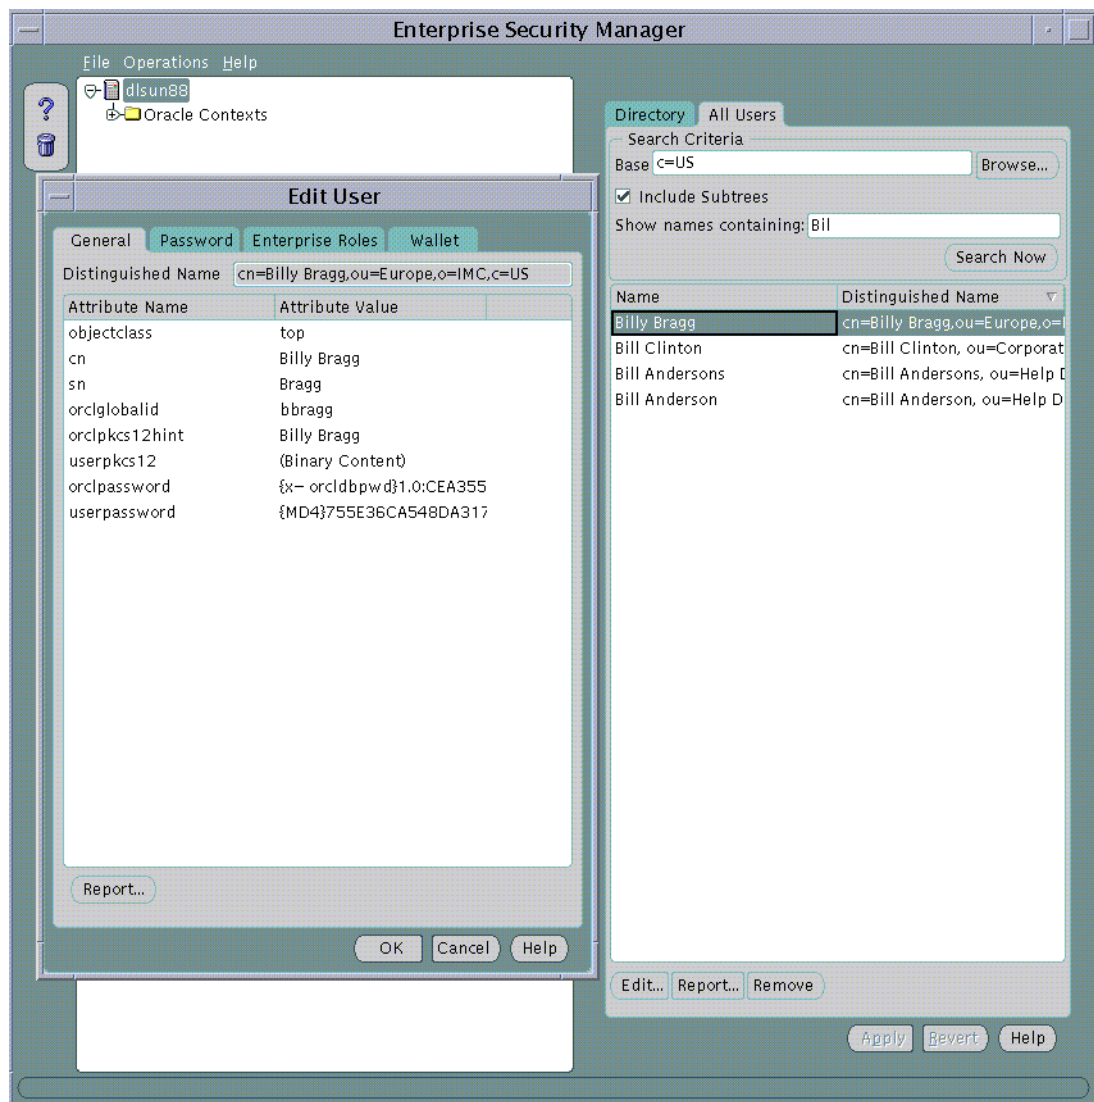 Enterprise Security Manager
File Operations Help
dlsun88
Oracle Contexts
Directory All Users
Search Criteria
Base c=US Browse...
Include Subtrees
Show names containing: Bil
Search Now
Name Distinguished Name
Billy Bragg cn=Billy Bragg,ou=Europe,o=I
Bill Clinton cn=Bill Clinton, ou=Corporat
Bill Andersons cn=Bill Andersons, ou=Help D
Bill Anderson cn=Bill Anderson, ou=Help D
Edit... Report... Remove
Apply Revert Help
Edit User
General Password Enterprise Roles Wallet
Distinguished Name cn=Billy Bragg,ou=Europe,o=IMC,c=US
Attribute Name Attribute Value
objectclass top
cn Billy Bragg
sn Bragg
orclglobalid bbragg
orclpkcs12hint Billy Bragg
userpkcs12 (Binary Content)
orclpassword {x- orcldbpwd}1.0:CEA355
userpassword {MD4}755E36CA548DA317
Report...
OK Cancel Help